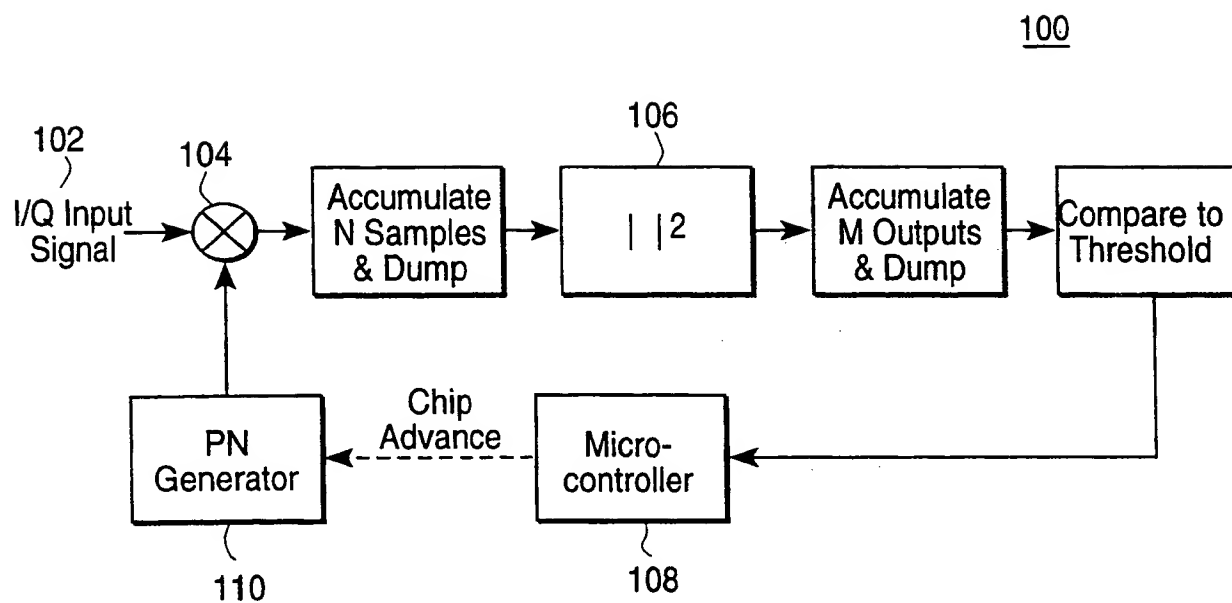 100
102
104
106
I/Q Input
Signal
Accumulate
N Samples
& Dump
| |2
Accumulate
M Outputs
& Dump
Compare to
Threshold
PN
Generator
Chip
Advance
Micro-
controller
110
108